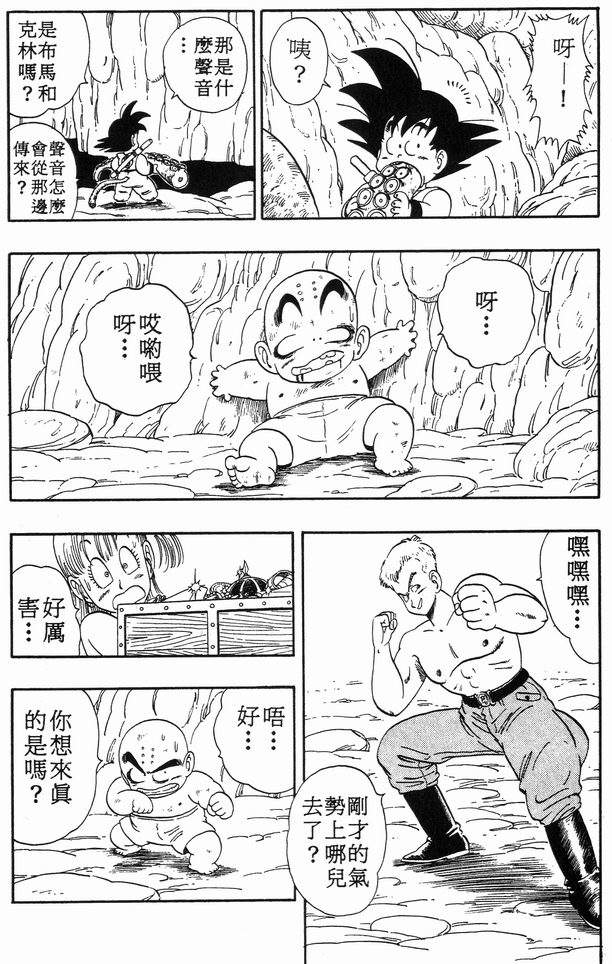 呀—！
咦？
那是什
麼聲音
…
是布馬和
克林嗎？
聲音怎麼
會從那邊
傳來？
呀…
哎喲喂
呀…
嘿嘿嘿…
剛才的氣
勢上哪兒
去了？
好厲
害…
唔…
好…
你想來眞
的是嗎？